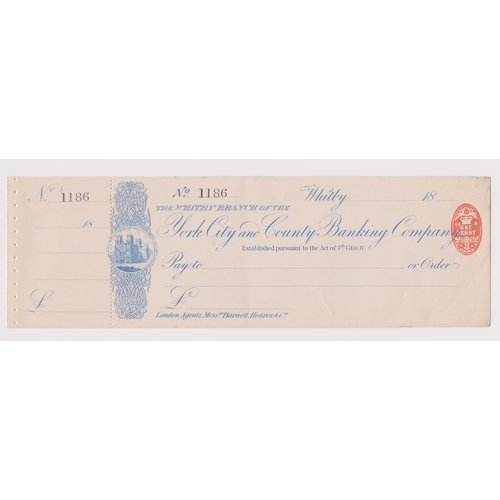 No. 1186
18
£
No. 1186
Whitby 18
THE WHITBY BRANCH OF THE
York City and County Banking Company
Established pursuant to the Act of 7th GEO IV.
Pay to or Order
£
London Agents, Messrs. Barnett, Hoares & Co.
ONE
PENNY